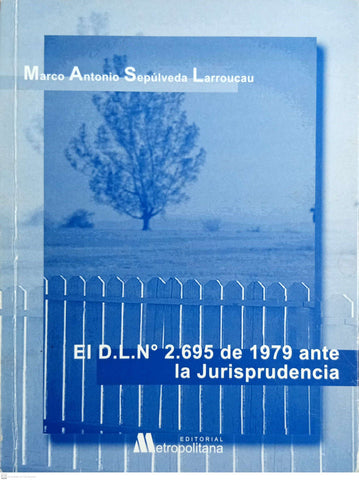 Marco Antonio Sepúlveda Larroucau
El D.L.N° 2.695 de 1979 ante
la Jurisprudencia
EDITORIAL
Metropolitana